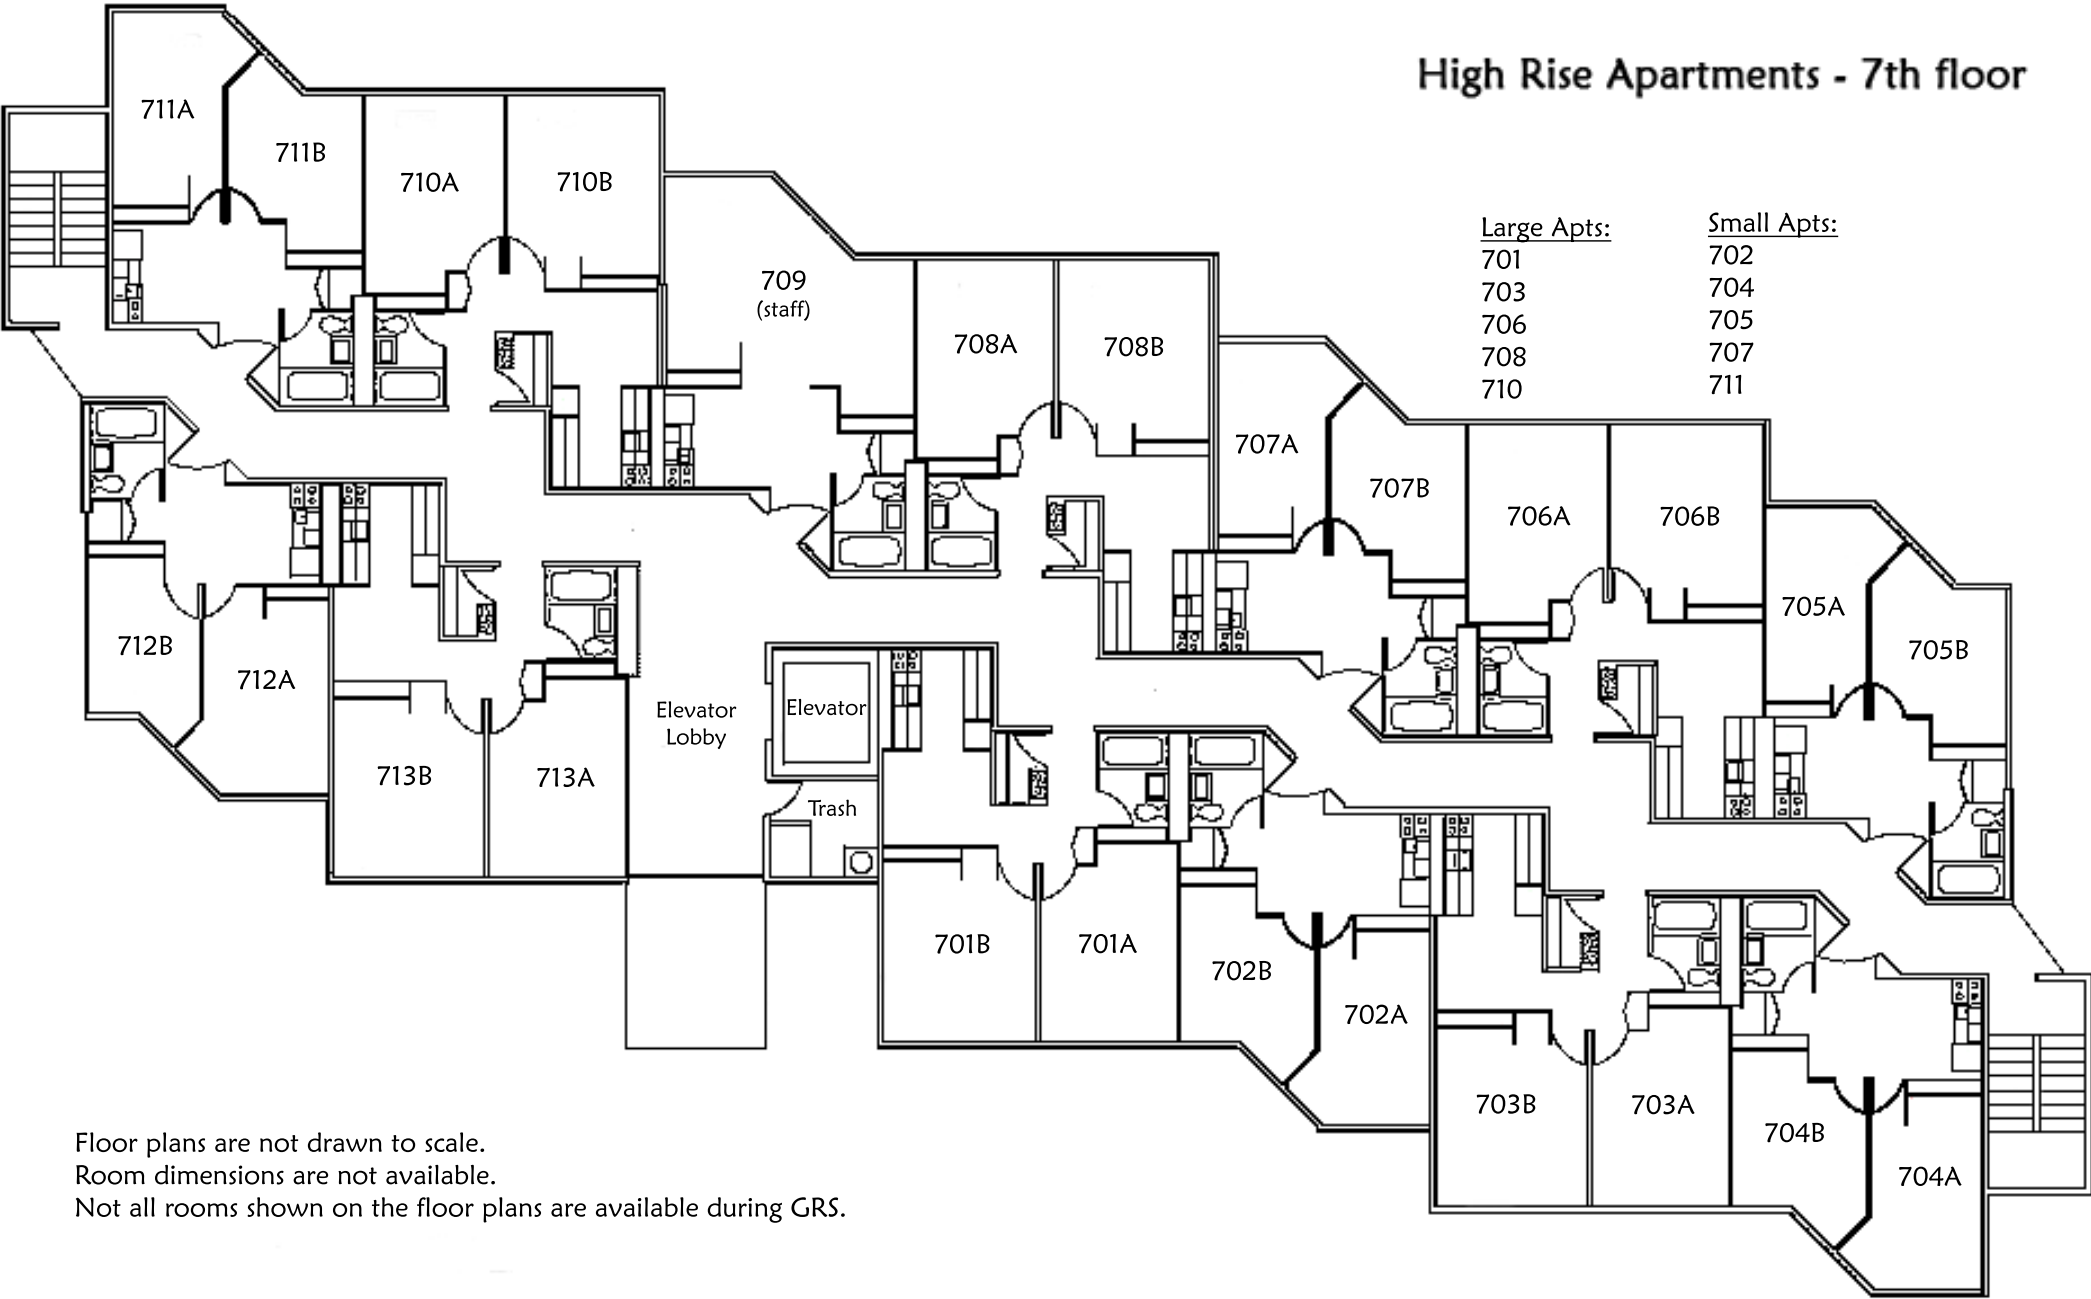 High Rise Apartments - 7th floor
711A
711B
710A
710B
709
(staff)
708A
708B
707A
707B
706A
706B
705A
705B
Large Apts:
701
703
706
708
710
Small Apts:
702
704
705
707
711
712B
712A
713B
713A
Elevator
Lobby
Elevator
Trash
701B
701A
702B
702A
703B
703A
704B
704A
Floor plans are not drawn to scale.
Room dimensions are not available.
Not all rooms shown on the floor plans are available during GRS.